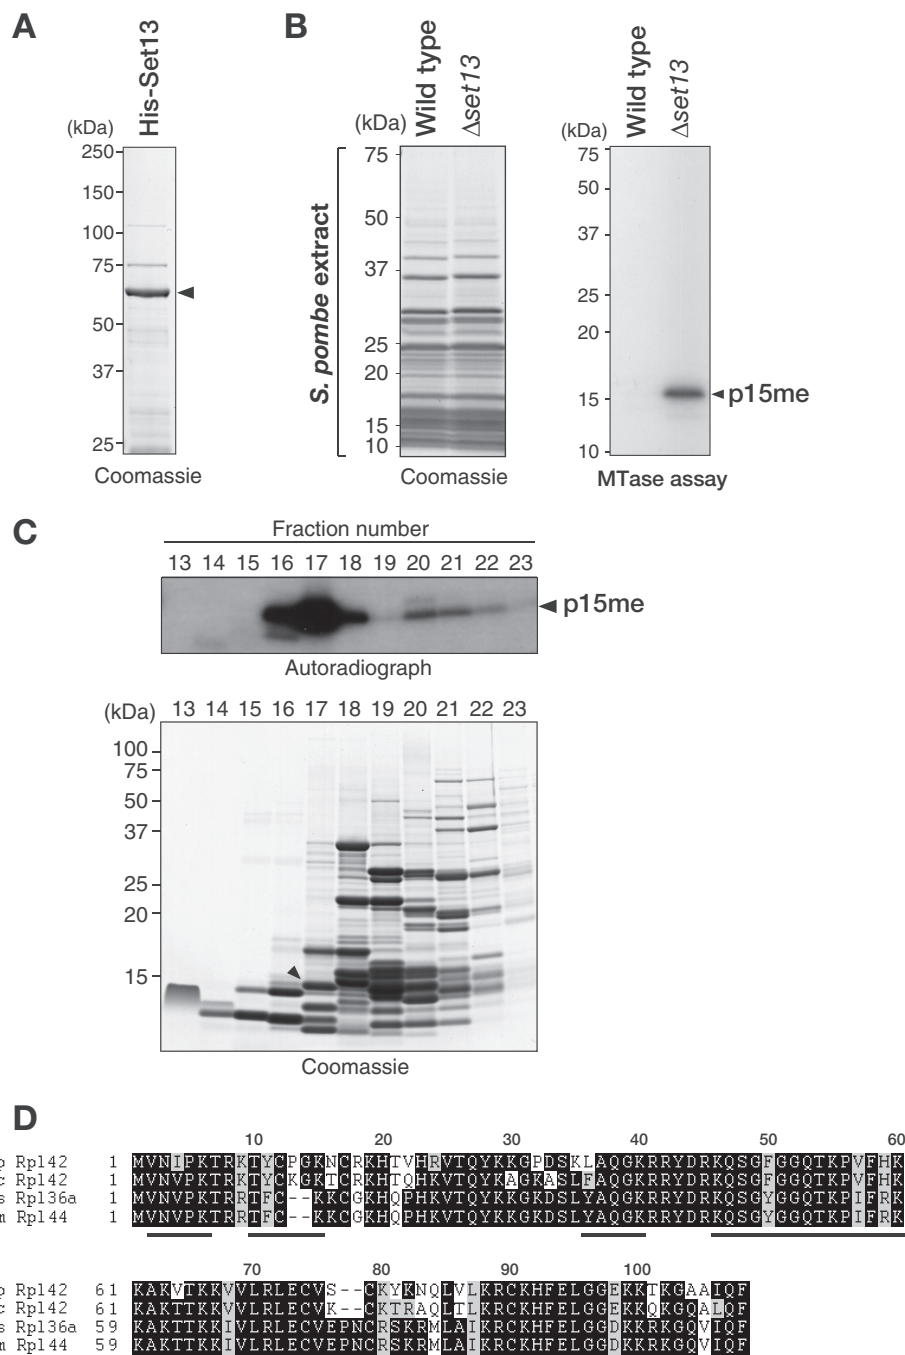 A
His-Set13
(kDa)
250
150
100
75
50
37
25
Coomassie
B
Wild type
Δset13
(kDa)
75
50
37
25
20
15
10
S. pombe extract
Coomassie
Wild type
Δset13
(kDa)
75
50
37
25
20
15
10
p15me
MTase assay
C
Fraction number
13 14 15 16 17 18 19 20 21 22 23
p15me
Autoradiograph
(kDa) 13 14 15 16 17 18 19 20 21 22 23
100
75
50
37
25
20
15
Coomassie
D
10 20 30 40 50 60
p Rpl42 1 MVNIPKTRKTYCPGKNCRKHTVHRVTQYKKGPDSKLAQGKRRYDRKQSGFGGQTKPVFHK
c Rpl42 1 MVNVPKTRKTYCKGKTCRKHTQHKVTQYKAGKASLFAQGKRRYDRKQSGFGGQTKPVFHK
s Rpl36a 1 MVNVPKTRRTFC--KKCGKHQPHKVTQYKKGKDSLYAQGKRRYDRKQSGYGGQTKPIFRK
m Rpl44 1 MVNVPKTRRTFC--KKCGKHQPHKVTQYKKGKDSLYAQGKRRYDRKQSGYGGQTKPIFRK
70 80 90 100
p Rpl42 61 KAKVTKKVVLRLECVS--CKYKNQLVLKRCKHFELGGEKKTKGAAIQF
c Rpl42 61 KAKTTKKVVLRLECVK--CKTRAQLTLKRCKHFELGGEKKQKGQALQF
s Rpl36a 59 KAKTTKKIVLRLECVEPNCRSKRMLAIKRCKHFELGGDKKRKGQVIQF
m Rpl44 59 KAKTTKKIVLRLECVEPNCRSKRMLAIKRCKHFELGGDKKRKGQVIQF